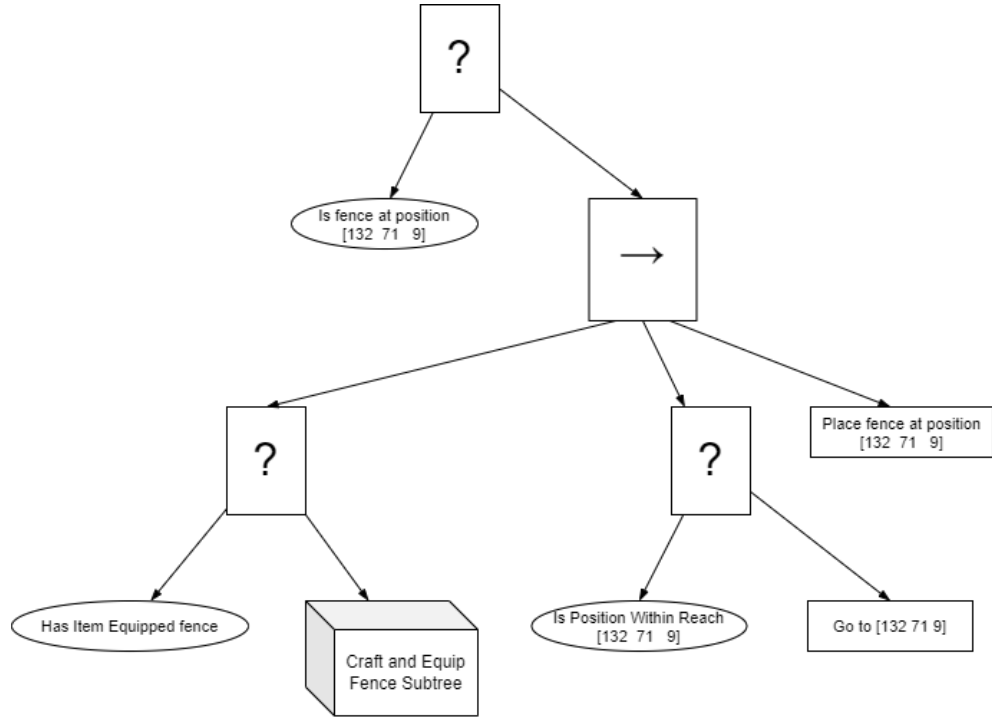 ?
Is fence at position
[132 71 9]
→
?
?
Place fence at position
[132 71 9]
Has Item Equipped fence
Craft and Equip
Fence Subtree
Is Position Within Reach
[132 71 9]
Go to [132 71 9]